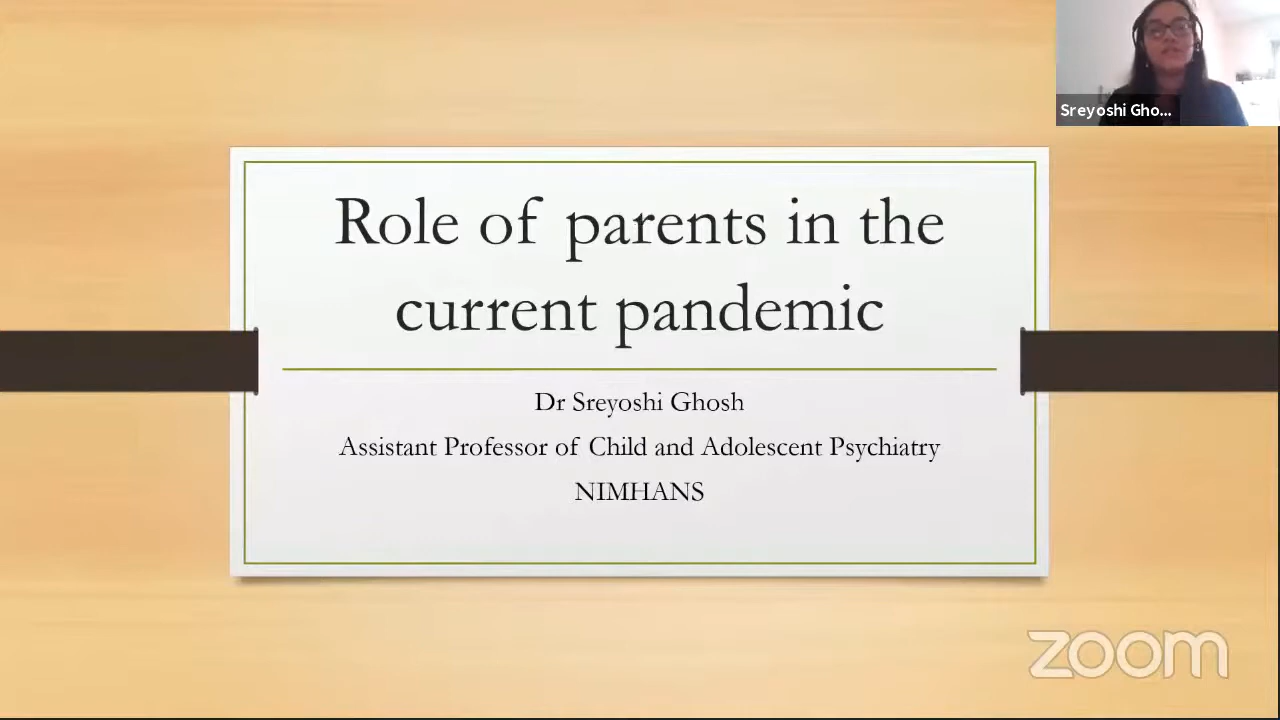 Sreyoshi Gho...
Role of parents in the
current pandemic
Dr Sreyoshi Ghosh
Assistant Professor of Child and Adolescent Psychiatry
NIMHANS
zoom